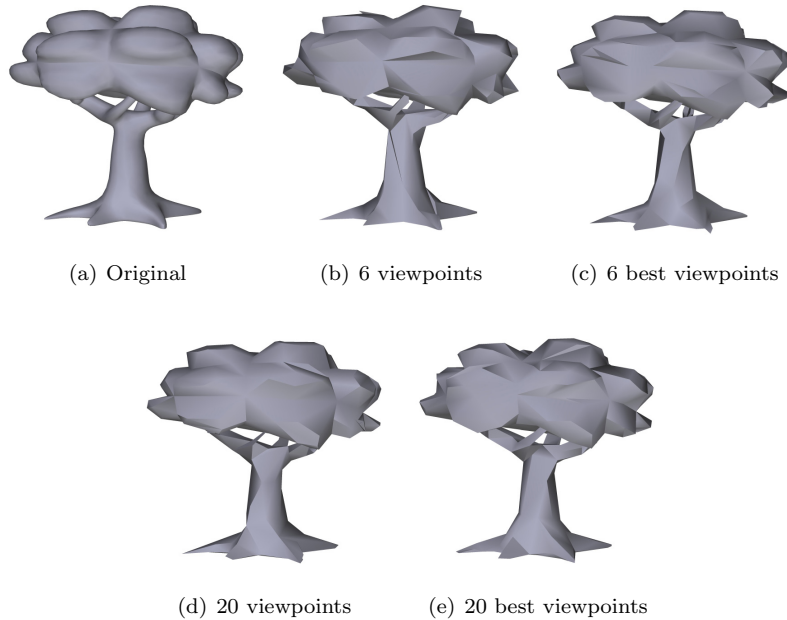 (a) Original
(b) 6 viewpoints
(c) 6 best viewpoints
(d) 20 viewpoints
(e) 20 best viewpoints